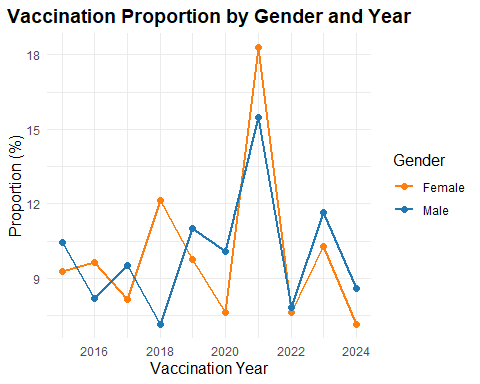 Vaccination Proportion by Gender and Year
18
15
12
9
Proportion (%)
2016 2018 2020 2022 2024
Vaccination Year
Gender
Female
Male